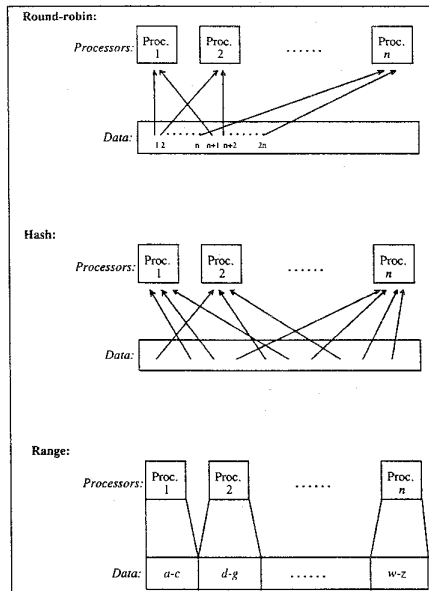 Round-robin:
Processors: Proc. 1 Proc. 2 ...... Proc. n
Data: 1 2 ...... n n+1 n+2 ...... 2n
Hash:
Processors: Proc. 1 Proc. 2 ...... Proc. n
Data:
Range:
Processors: Proc. 1 Proc. 2 ...... Proc. n
Data: a-c d-g ...... w-z